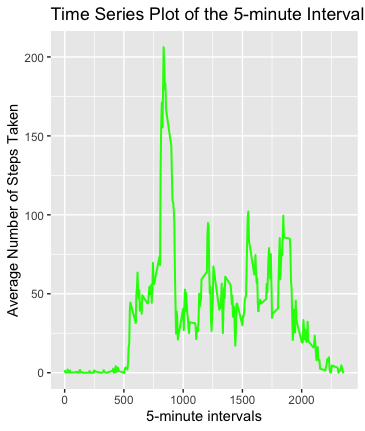 Time Series Plot of the 5-minute Interval
Average Number of Steps Taken
200
150
100
50
0
0 500 1000 1500 2000
5-minute intervals